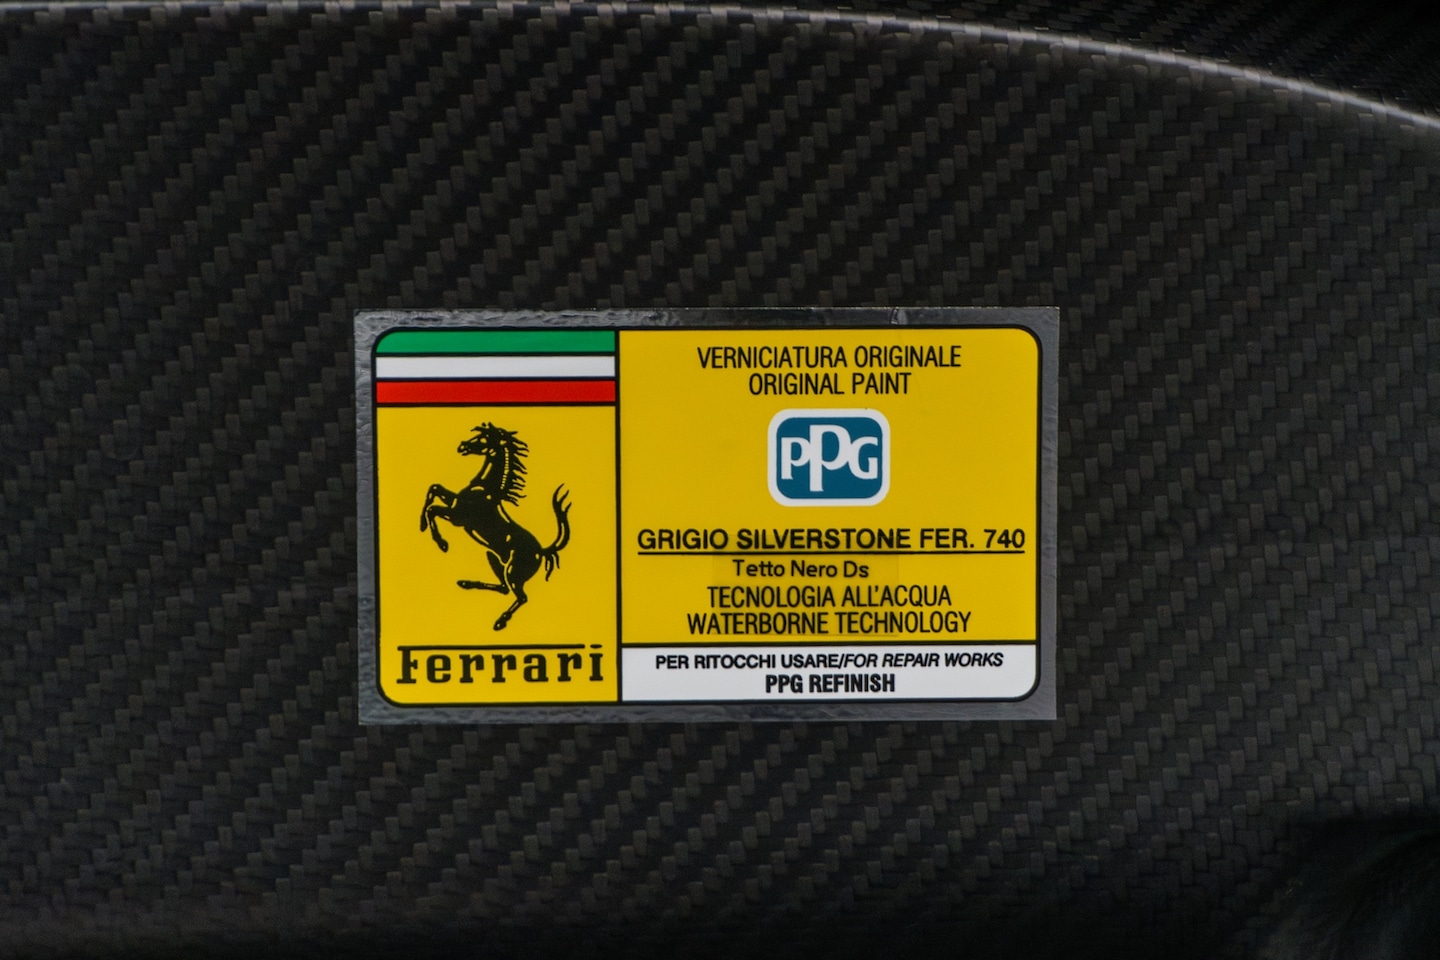 VERNICIATURA ORIGINALE
ORIGINAL PAINT
PPG
GRIGIO SILVERSTONE FER. 740
Tetto Nero Ds
TECNOLOGIA ALL'ACQUA
WATERBORNE TECHNOLOGY
PER RITOCCHI USARE/FOR REPAIR WORKS
PPG REFINISH
Ferrari